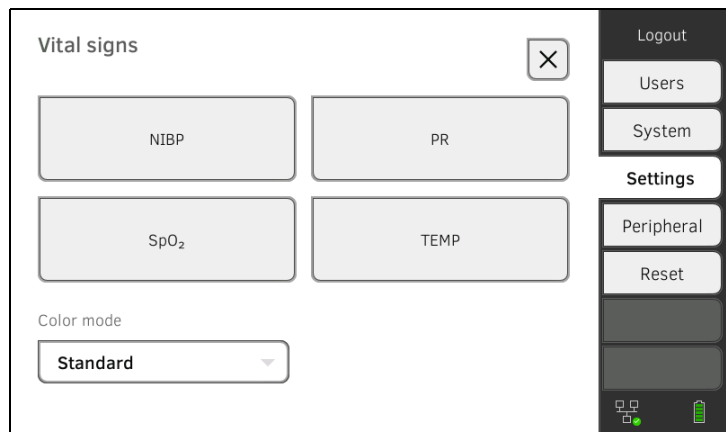 Vital signs
NIBP
PR
SpO₂
TEMP
Color mode
Standard
Logout
Users
System
Settings
Peripheral
Reset